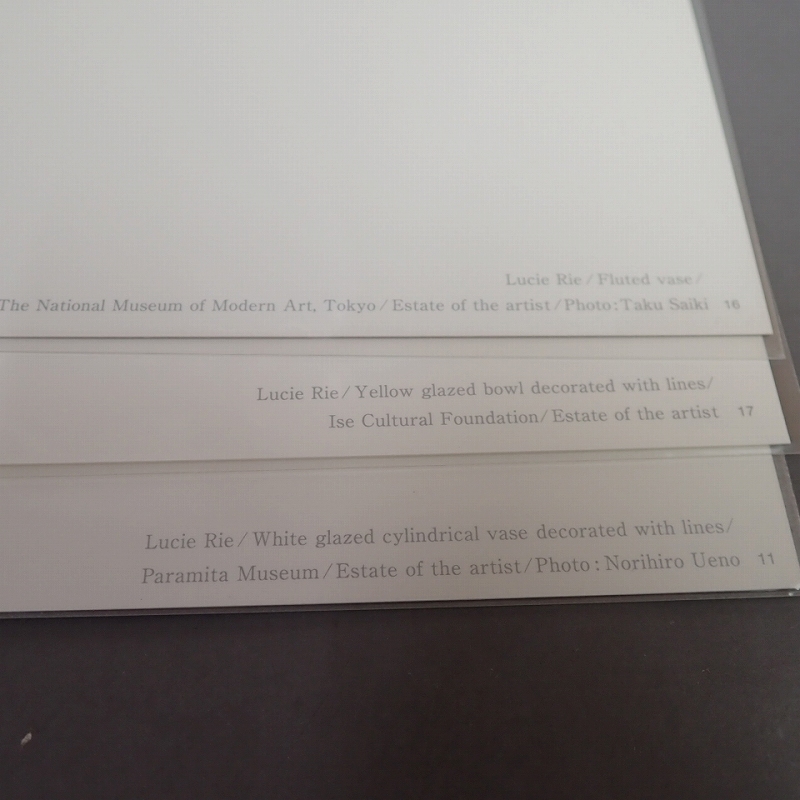 Lucie Rie/Fluted vase/
The National Museum of Modern Art, Tokyo/Estate of the artist/Photo:Taku Saiki 16
Lucie Rie/Yellow glazed bowl decorated with lines/
Ise Cultural Foundation/Estate of the artist 17
Lucie Rie/White glazed cylindrical vase decorated with lines/
Paramita Museum/Estate of the artist/Photo:Norihiro Ueno 11